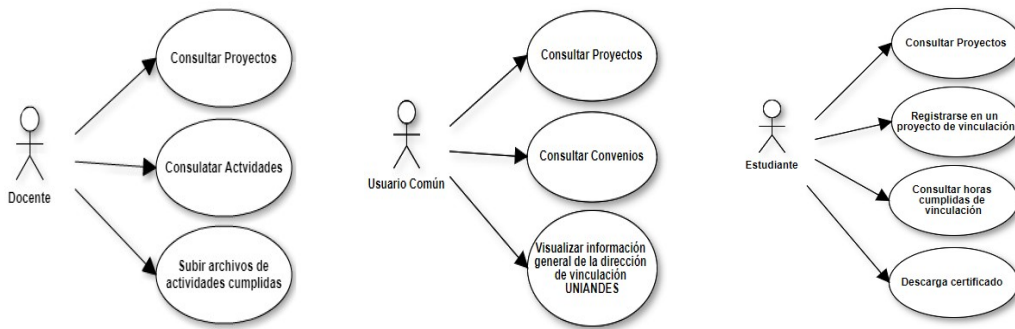 Consultar Proyectos
Consulatar Actvidades
Docente
Subir archivos de
actividades cumplidas
Consultar Proyectos
Consultar Convenios
Usuario Común
Visualizar información
general de la dirección
de vinculación
UNIANDES
Consultar Proyectos
Registrarse en un
proyecto de vinculación
Estudiante
Consultar horas
cumplidas de
vinculación
Descarga certificado